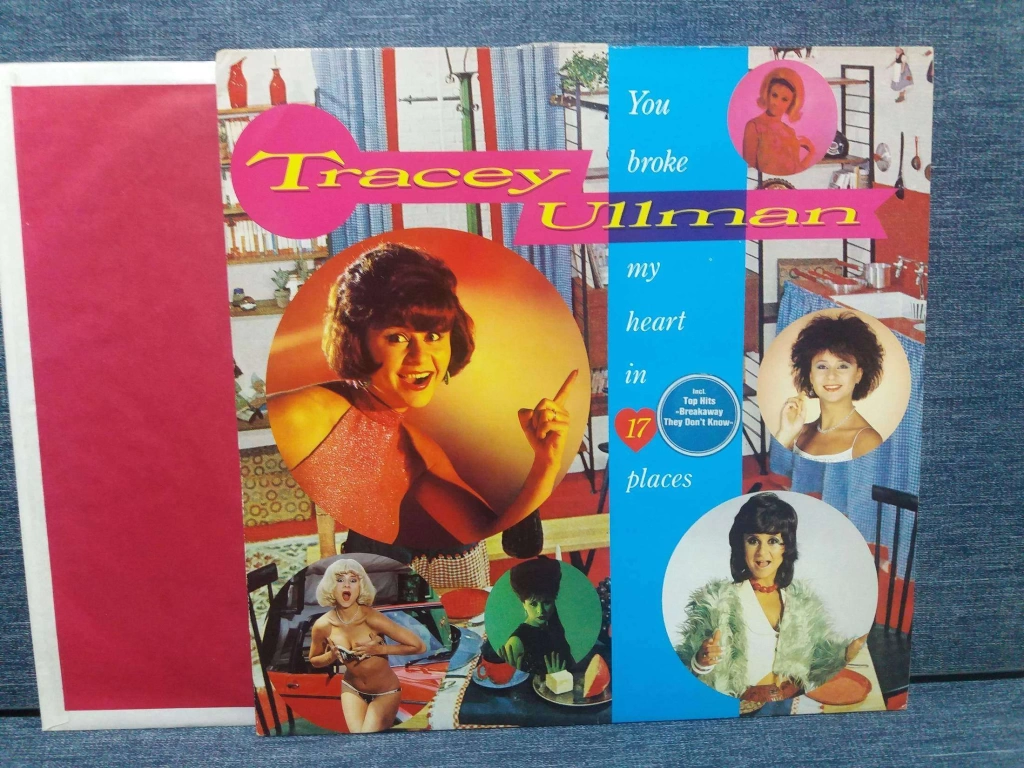 Tracey
Ullman
You
broke
my
heart
in
17
places
Incl.
Top Hits
-Breakaway
They Don't Know-